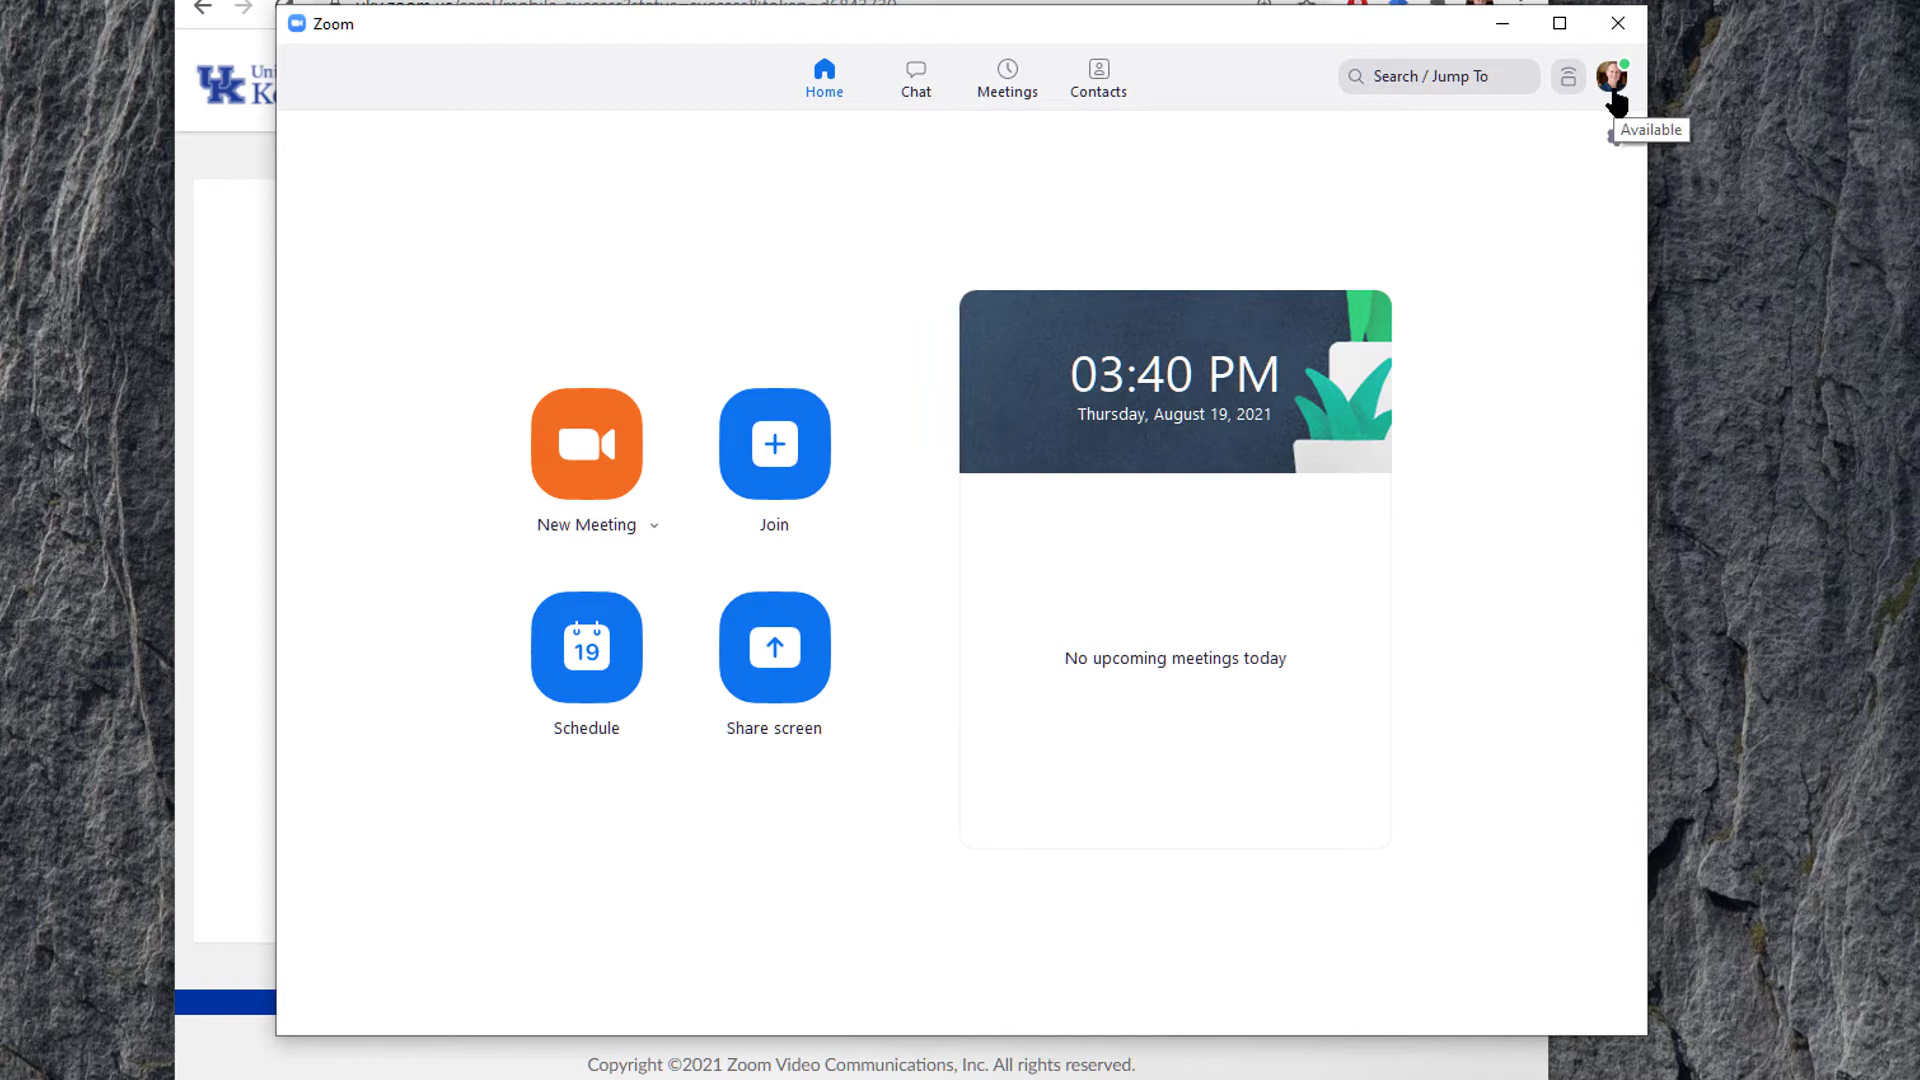 Zoom
Home
Chat
Meetings
Contacts
Search / Jump To
Available
UK
03:40 PM
Thursday, August 19, 2021
New Meeting
Join
19
Schedule
Share screen
No upcoming meetings today
Copyright ©2021 Zoom Video Communications, Inc. All rights reserved.